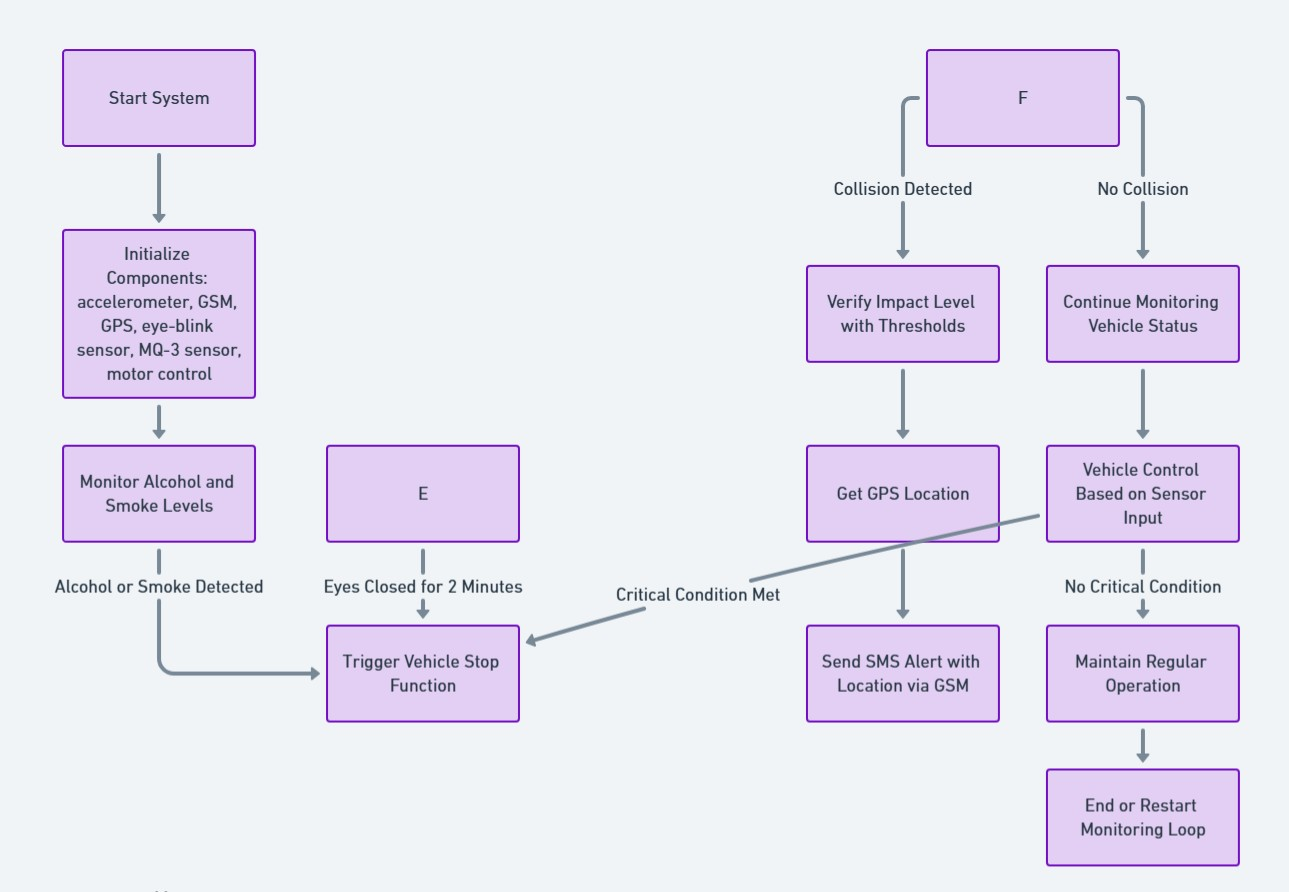 Start System
Initialize
Components:
accelerometer, GSM,
GPS, eye-blink
sensor, MQ-3 sensor,
motor control
Monitor Alcohol and
Smoke Levels
Alcohol or Smoke Detected
E
Eyes Closed for 2 Minutes
Trigger Vehicle Stop
Function
F
Collision Detected
No Collision
Verify Impact Level
with Thresholds
Continue Monitoring
Vehicle Status
Get GPS Location
Vehicle Control
Based on Sensor
Input
Critical Condition Met
No Critical Condition
Send SMS Alert with
Location via GSM
Maintain Regular
Operation
End or Restart
Monitoring Loop